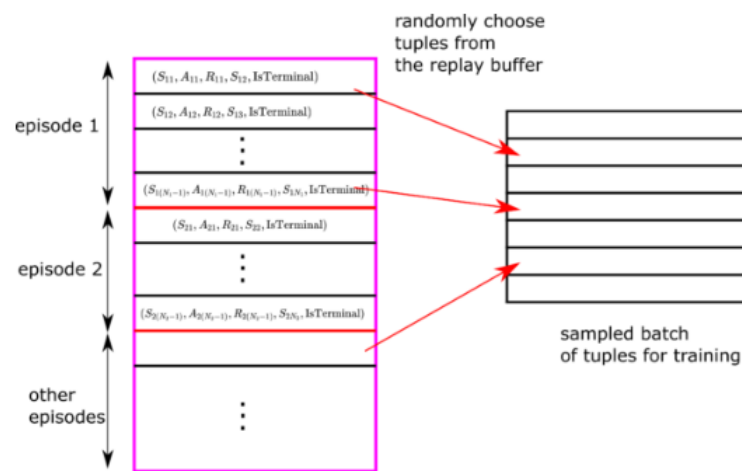 randomly choose
tuples from
the replay buffer
episode 1
(S₁₁, A₁₁, R₁₁, S₁₂, IsTerminal)
(S₁₂, A₁₂, R₁₂, S₁₃, IsTerminal)
⋮
(S₁₍N₁₋₁₎, A₁₍N₁₋₁₎, R₁₍N₁₋₁₎, S₁N₁, IsTerminal)
episode 2
(S₂₁, A₂₁, R₂₁, S₂₂, IsTerminal)
⋮
(S₂₍N₂₋₁₎, A₂₍N₂₋₁₎, R₂₍N₂₋₁₎, S₂N₂, IsTerminal)
other
episodes
⋮
sampled batch
of tuples for training